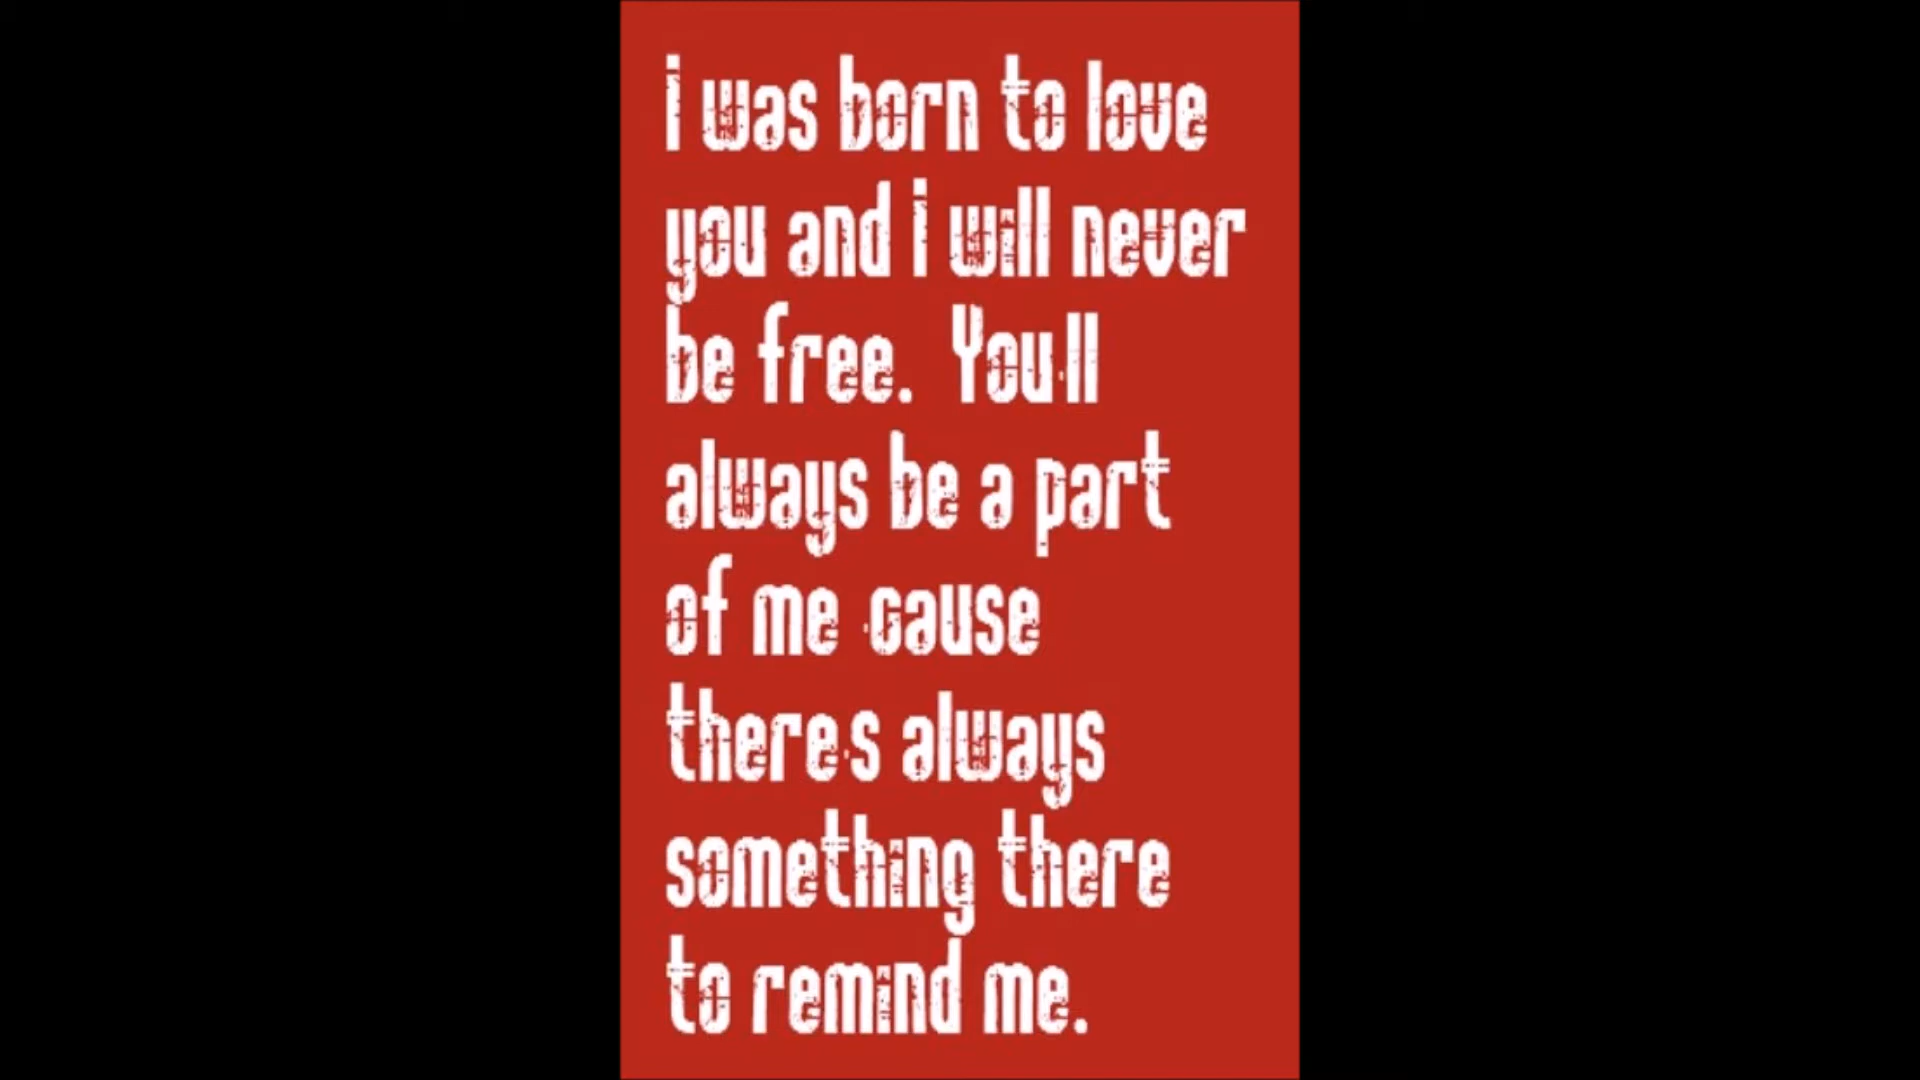 i was born to love
you and i will never
be free. You'll
always be a part
of me 'cause
there's always
something there
to remind me.